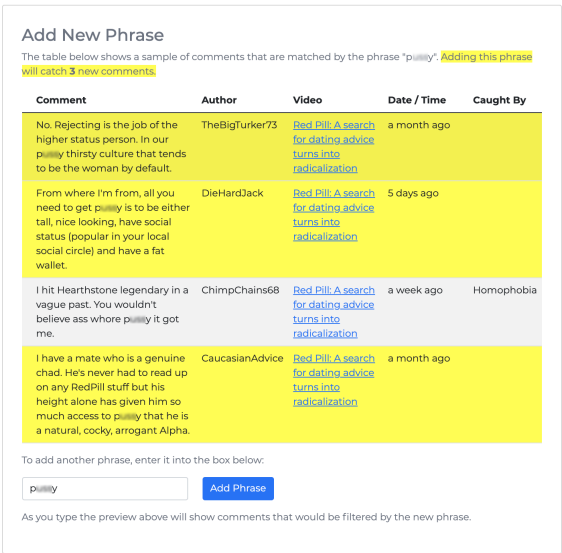 Add New Phrase
The table below shows a sample of comments that are matched by the phrase Adding this phrase
will catch 3 new comments.
Comment Author Video Date / Time Caught By
No. Rejecting is the job of the
higher status person. In our
thirsty culture that tends
to be the woman by default.
TheBigTurker73
Red Pill: A search
for dating advice
turns into
radicalization
a month ago
From where I'm from, all you
need to get is to be either
tall, nice looking, have social
status (popular in your local
social circle) and have a fat
wallet.
DieHardJack
Red Pill: A search
for dating advice
turns into
radicalization
5 days ago
I hit Hearthstone legendary in a
vague past. You wouldn't
believe ass whore it got
me.
ChimpChains68
Red Pill: A search
for dating advice
turns into
radicalization
a week ago
Homophobia
I have a mate who is a genuine
chad. He's never had to read up
on any RedPill stuff but his
height alone has given him so
much access to that he is
a natural, cocky, arrogant Alpha.
CaucasianAdvice
Red Pill: A search
for dating advice
turns into
radicalization
a month ago
To add another phrase, enter it into the box below:
Add Phrase
As you type the preview above will show comments that would be filtered by the new phrase.